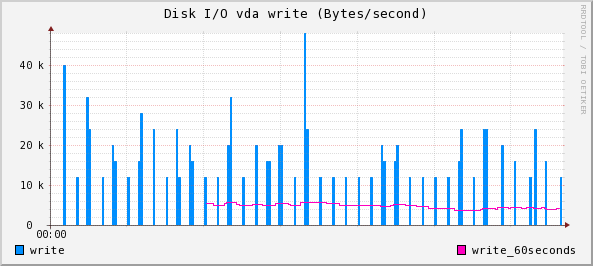 Disk I/O vda write (Bytes/second)
RRDTOOL / TOBI OETIKER
40 k
30 k
20 k
10 k
0
00:00
write
write_60seconds